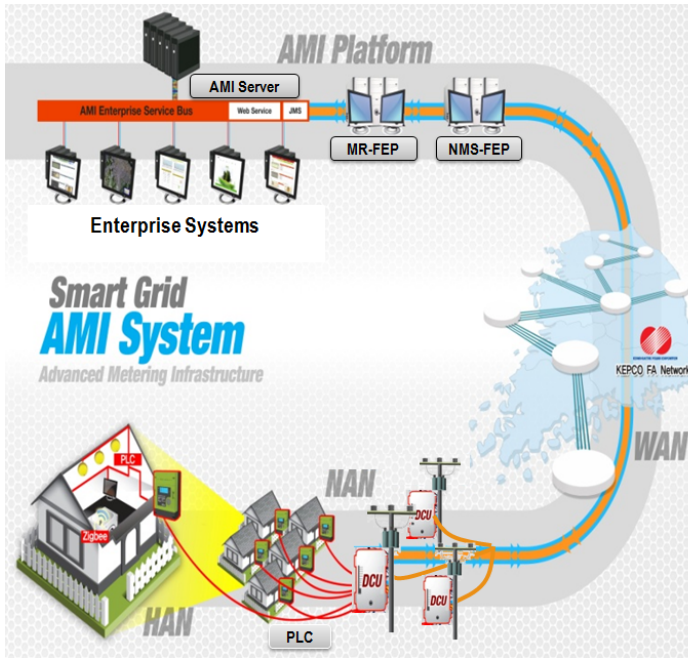 AMI Platform
AMI Server
AMI Enterprise Service Bus
Web Service
JMS
MR-FEP
NMS-FEP
Enterprise Systems
Smart Grid
AMI System
Advanced Metering Infrastructure
KEPCO FA Network
WAN
NAN
PLC
Zigbee
DCU
DCU
DCU
HAN
PLC